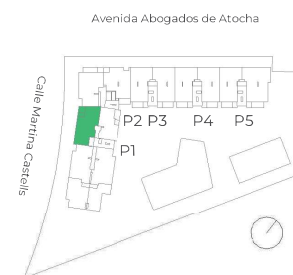 Avenida Abogados de Atocha
Calle Martina Castells
P2 P3 P4 P5
P1